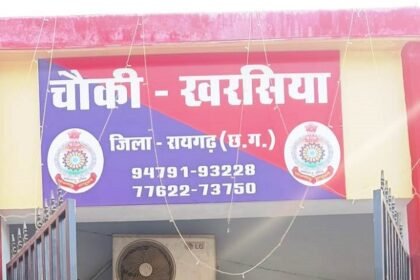 चौकी - खरसिया
जिला - रायगढ़ (छ.ग.)
94791-93228
77622-73750